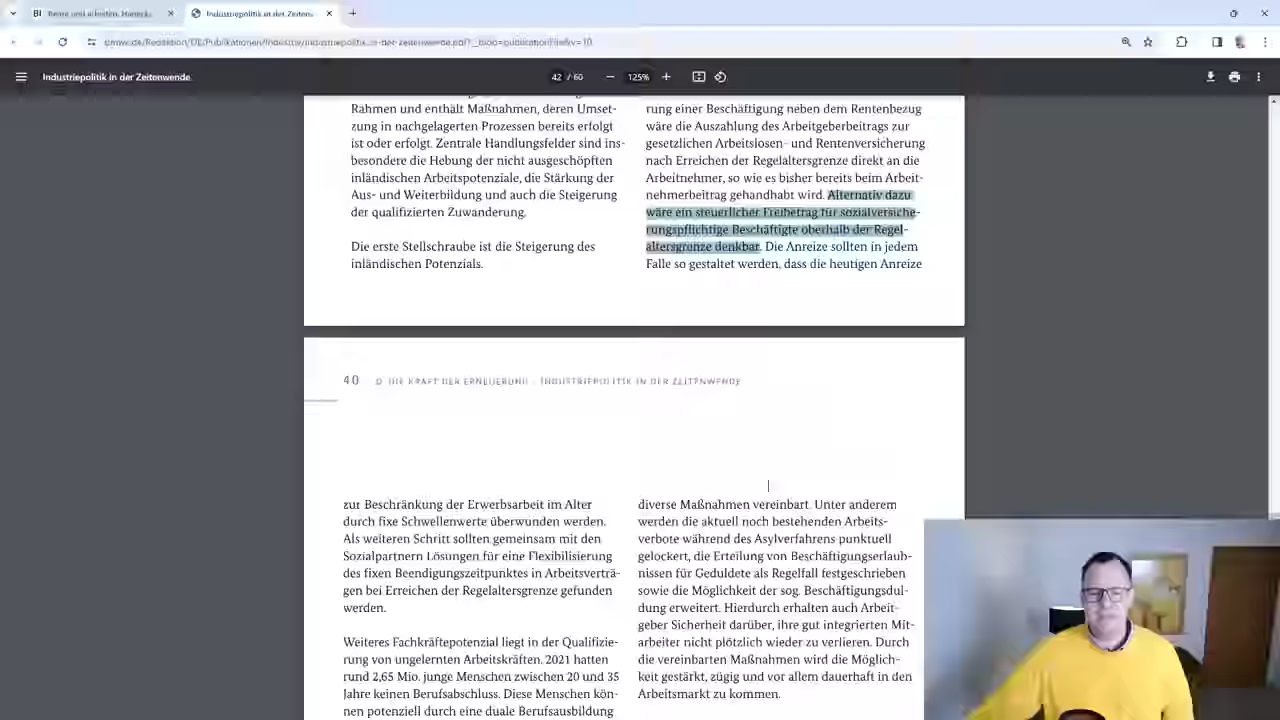 Industriepolitik in der Zeiten
Industriepolitik in der Zeitenwende
42 / 60
125%
Rahmen und enthält Maßnahmen, deren Umset-
zung in nachgelagerten Prozessen bereits erfolgt
ist oder erfolgt. Zentrale Handlungsfelder sind ins-
besondere die Hebung der nicht ausgeschöpften
inländischen Arbeitspotenziale, die Stärkung der
Aus- und Weiterbildung und auch die Steigerung
der qualifizierten Zuwanderung.
Die erste Stellschraube ist die Steigerung des
inländischen Potenzials.
rung einer Beschäftigung neben dem Rentenbezug
wäre die Auszahlung des Arbeitgeberbeitrags zur
gesetzlichen Arbeitslosen- und Rentenversicherung
nach Erreichen der Regelaltersgrenze direkt an die
Arbeitnehmer, so wie es bisher bereits beim Arbeit-
nehmerbeitrag gehandhabt wird. Alternativ dazu
wäre ein steuerlicher Freibetrag für sozialversiche-
rungspflichtige Beschäftigte oberhalb der Regel-
altersgrenze denkbar. Die Anreize sollten in jedem
Falle so gestaltet werden, dass die heutigen Anreize
40 DIE KRAFT DER ERNEUERUNG – INDUSTRIEPOLITIK IN DER ZEITENWENDE
zur Beschränkung der Erwerbsarbeit im Alter
durch fixe Schwellenwerte überwunden werden.
Als weiteren Schritt sollten gemeinsam mit den
Sozialpartnern Lösungen für eine Flexibilisierung
des fixen Beendigungszeitpunktes in Arbeitsverträ-
gen bei Erreichen der Regelaltersgrenze gefunden
werden.
Weiteres Fachkräftepotenzial liegt in der Qualifizie-
rung von ungelernten Arbeitskräften. 2021 hatten
rund 2,65 Mio. junge Menschen zwischen 20 und 35
Jahre keinen Berufsabschluss. Diese Menschen kön-
nen potenziell durch eine duale Berufsausbildung
diverse Maßnahmen vereinbart. Unter anderem
werden die aktuell noch bestehenden Arbeits-
verbote während des Asylverfahrens punktuell
gelockert, die Erteilung von Beschäftigungserlaub-
nissen für Geduldete als Regelfall festgeschrieben
sowie die Möglichkeit der sog. Beschäftigungsdul-
dung erweitert. Hierdurch erhalten auch Arbeit-
geber Sicherheit darüber, ihre gut integrierten Mit-
arbeiter nicht plötzlich wieder zu verlieren. Durch
die vereinbarten Maßnahmen wird die Möglich-
keit gestärkt, zügig und vor allem dauerhaft in den
Arbeitsmarkt zu kommen.